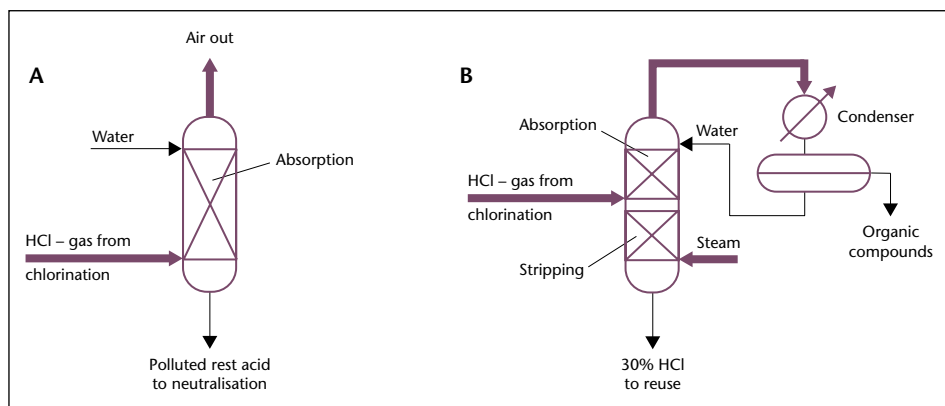 A
Air out
Water
Absorption
HCl – gas from
chlorination
Polluted rest acid
to neutralisation
B
Absorption
Water
Condenser
HCl – gas from
chlorination
Stripping
Steam
Organic
compounds
30% HCl
to reuse